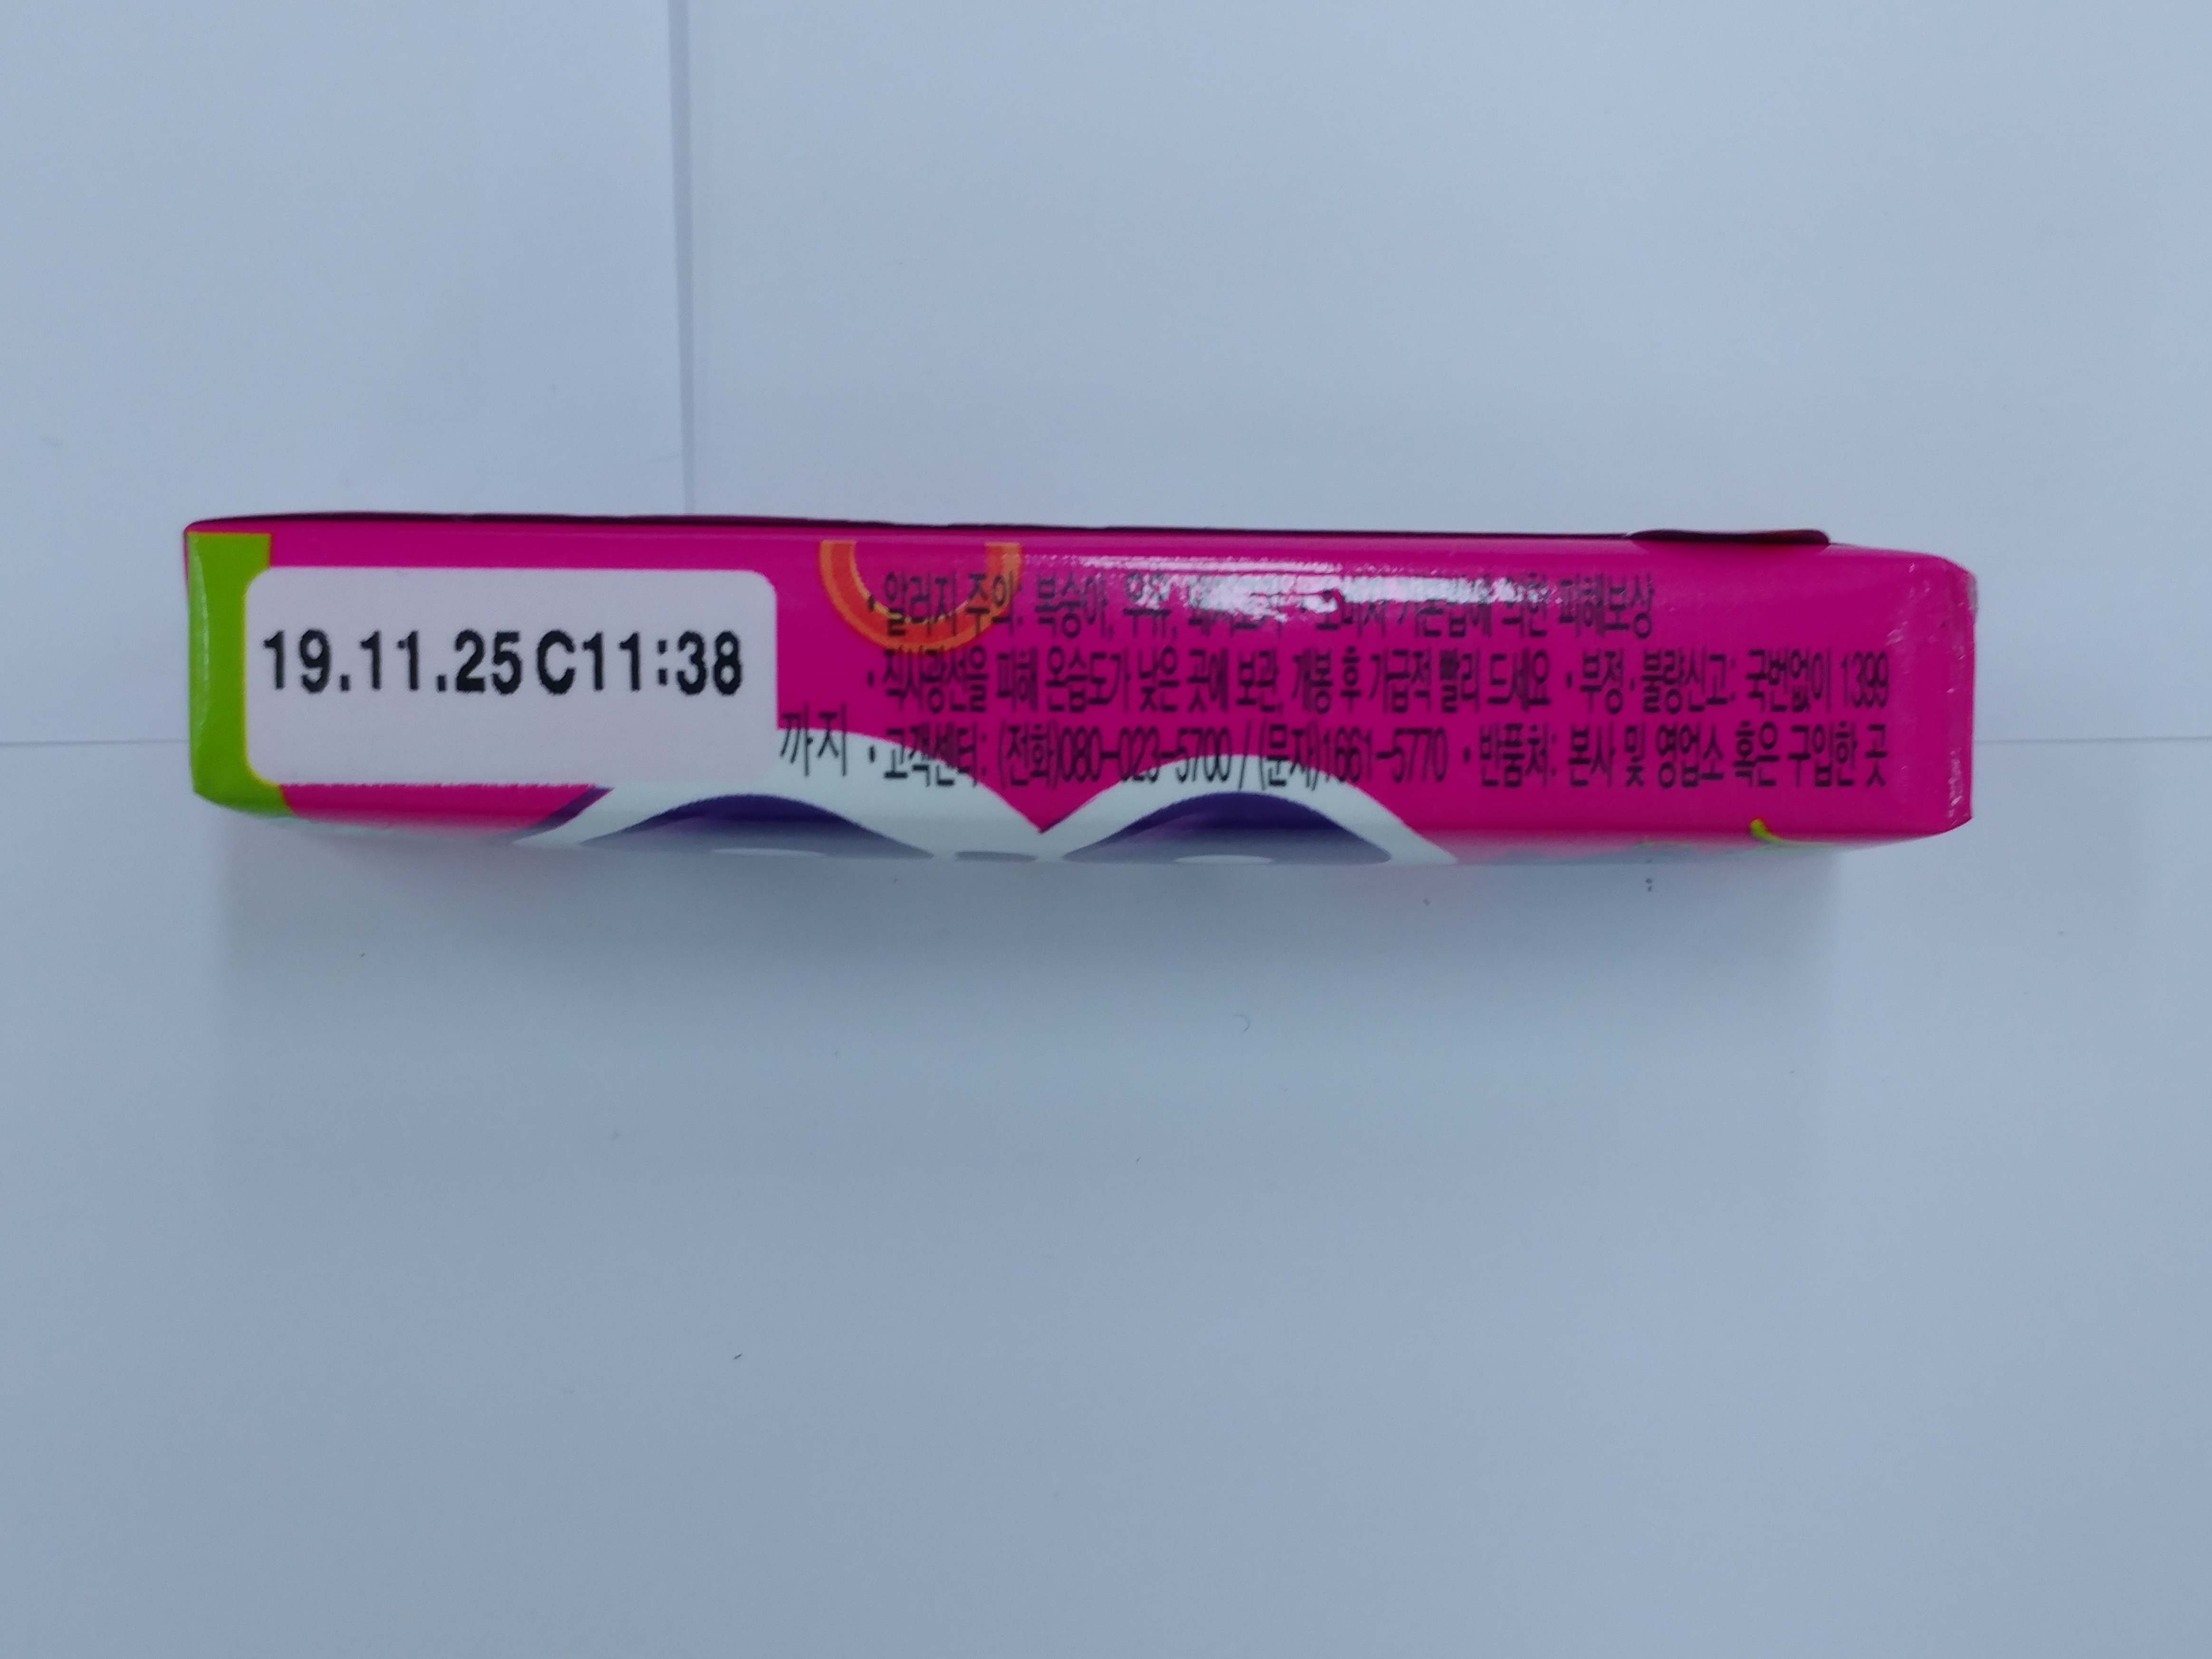 19.11.25 C11:38
까지
• 알러지 주의: 복숭아, 우유, 돼지고기 • 소비자 기본법에 의한 피해보상
• 직사광선을 피해 온습도가 낮은 곳에 보관, 개봉 후 가급적 빨리 드세요 • 부정·불량신고: 국번없이 1399
• 고객센터: (전화)080-023-5700 / (문자)1661-5770 • 반품처: 본사 및 영업소 혹은 구입한 곳